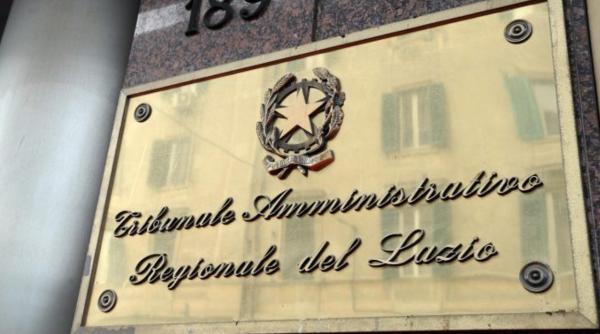 189
Tribunale Amministrativo
Regionale del Lazio